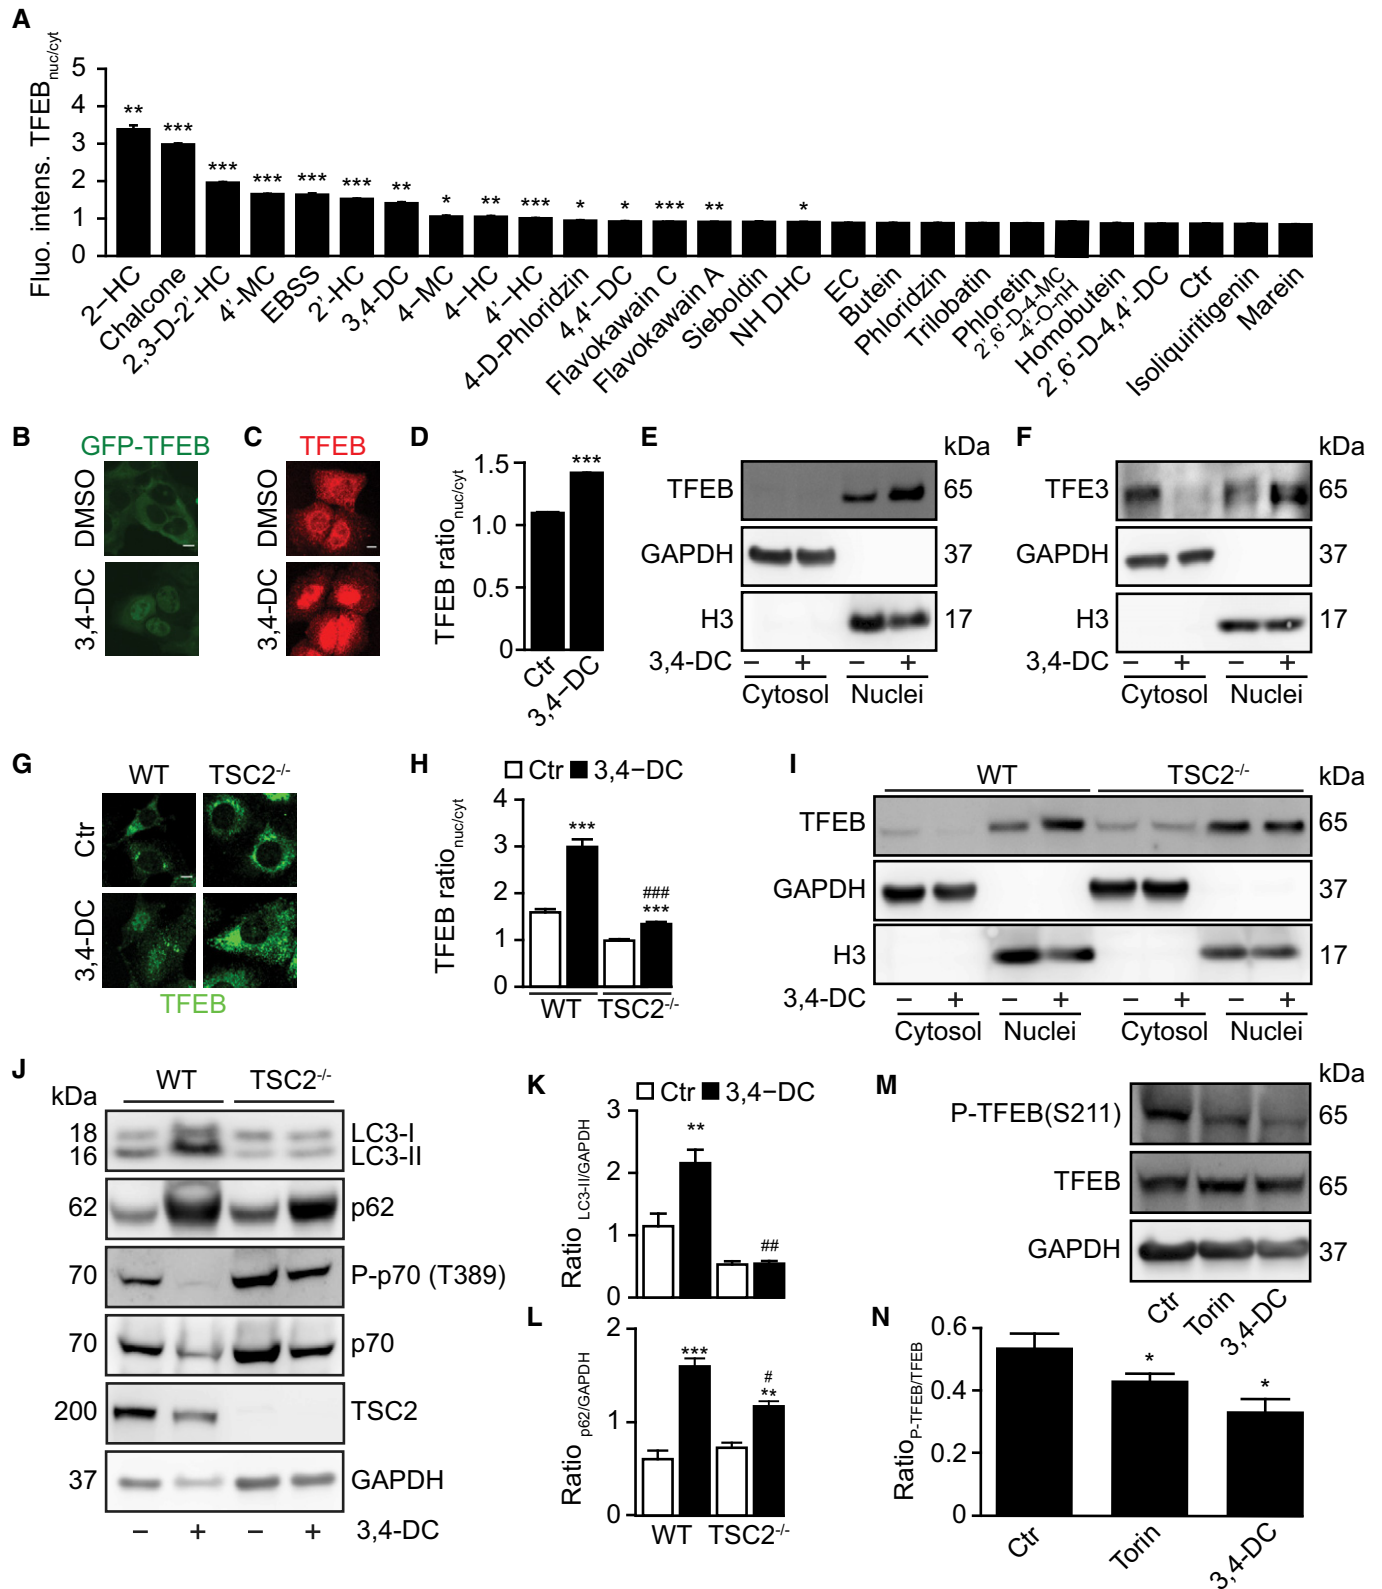 A
Fluo. intens. TFEBnuc/cyt
5
4
3
2
1
0
** *** *** *** *** *** ** * ** *** * * *** ** *
2−HC
Chalcone
2,3-D-2'-HC
4'-MC
EBSS
2'-HC
3,4-DC
4−MC
4−HC
4'−HC
4-D-Phloridzin
4,4'−DC
Flavokawain C
Flavokawain A
Sieboldin
NH DHC
EC
Butein
Phloridzin
Trilobatin
Phloretin
2',6'-D-4-MC
-4'-O-nH
Homobutein
2',6'-D-4,4'-DC
Ctr
Isoliquiritigenin
Marein
B
GFP-TFEB
DMSO
3,4-DC
C
TFEB
DMSO
3,4-DC
D
TFEB rationuc/cyt
1.5
1.0
0.5
0
***
Ctr
3,4−DC
E
kDa
TFEB 65
GAPDH 37
H3 17
3,4-DC − + − +
Cytosol Nuclei
F
kDa
TFE3 65
GAPDH 37
H3 17
3,4-DC − + − +
Cytosol Nuclei
G
WT TSC2-/-
Ctr
3,4-DC
TFEB
H
Ctr 3,4−DC
TFEB rationuc/cyt
4
3
2
1
0
***
###
***
WT TSC2-/-
I
WT TSC2-/- kDa
TFEB 65
GAPDH 37
H3 17
3,4-DC − + − + − + − +
Cytosol Nuclei Cytosol Nuclei
J
WT TSC2-/-
kDa
18 LC3-I
16 LC3-II
62 p62
70 P-p70 (T389)
70 p70
200 TSC2
37 GAPDH
− + − + 3,4-DC
K
Ctr 3,4−DC
Ratio LC3-II/GAPDH
3
2
1
0
**
##
L
Ratio p62/GAPDH
2
1
0
***
#
**
WT TSC2-/-
M
kDa
P-TFEB(S211) 65
TFEB 65
GAPDH 37
Ctr
Torin
3,4-DC
N
RatioP-TFEB/TFEB
0.6
0.4
0.2
0
*
*
Ctr
Torin
3,4-DC